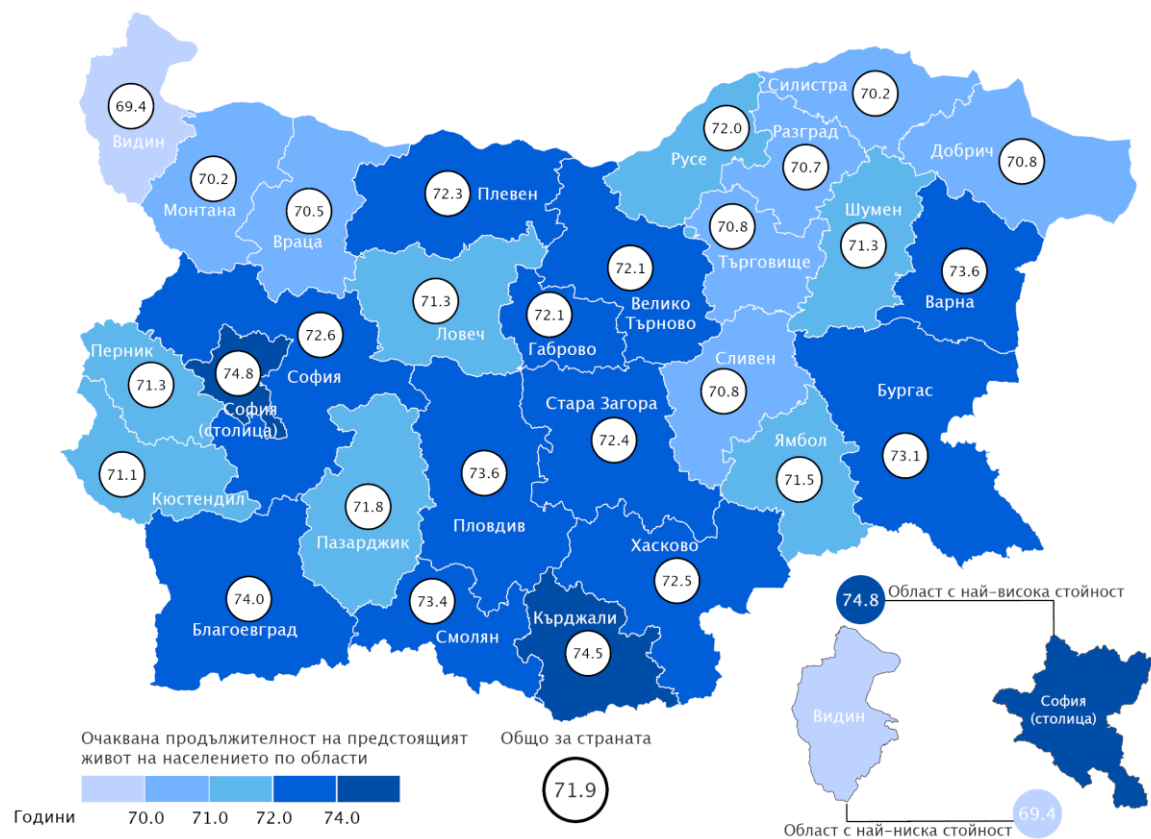 69.4
Видин
70.2
Монтана
70.5
Враца
72.3
Плевен
72.0
Русе
Силистра
70.2
Разград
70.7
Добрич
70.8
70.8
Търговище
Шумен
71.3
73.6
Варна
71.3
Ловеч
72.1
Велико
Търново
72.1
Габрово
72.6
София
Перник
71.3
74.8
София
(столица)
71.1
Кюстендил
Стара Загора
72.4
Сливен
70.8
Бургас
73.1
Ямбол
71.5
73.6
Пловдив
71.8
Пазарджик
74.0
Благоевград
73.4
Смолян
Хасково
72.5
Кърджали
74.5
74.8
Област с най-висока стойност
Видин
София
(столица)
69.4
Област с най-ниска стойност
Очаквана продължителност на предстоящият
живот на населението по области
Години 70.0 71.0 72.0 74.0
Общо за страната
71.9